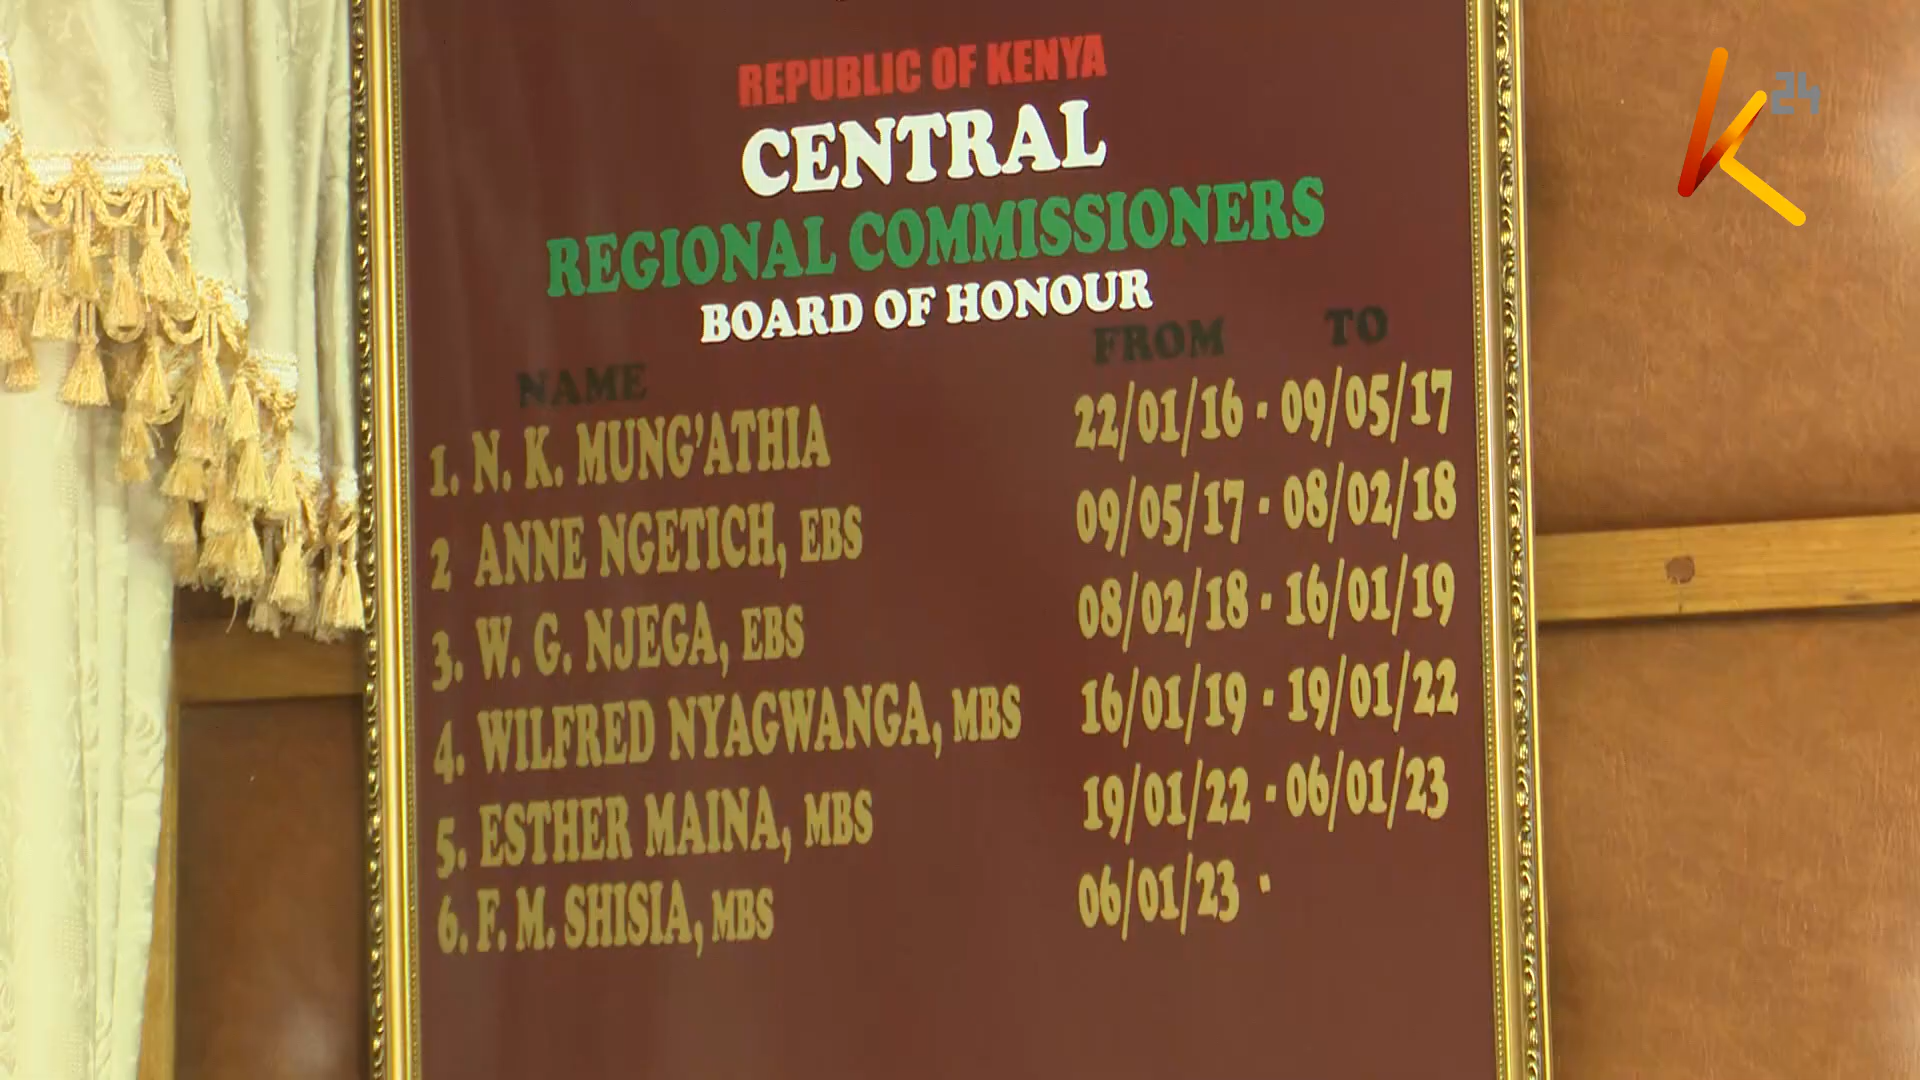 REPUBLIC OF KENYA
CENTRAL
REGIONAL COMMISSIONERS
BOARD OF HONOUR
NAME FROM TO
1. N. K. MUNG'ATHIA 22/01/16 - 09/05/17
2 ANNE NGETICH, EBS 09/05/17 - 08/02/18
3. W. G. NJEGA, EBS 08/02/18 - 16/01/19
4. WILFRED NYAGWANGA, MBS 16/01/19 - 19/01/22
5. ESTHER MAINA, MBS 19/01/22 - 06/01/23
6. F. M. SHISIA, MBS 06/01/23 -
K24